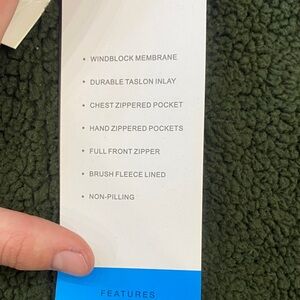 • WINDBLOCK MEMBRANE
• DURABLE TASLON INLAY
• CHEST ZIPPERED POCKET
• HAND ZIPPERED POCKETS
• FULL FRONT ZIPPER
• BRUSH FLEECE LINED
• NON-PILLING
FEATURES